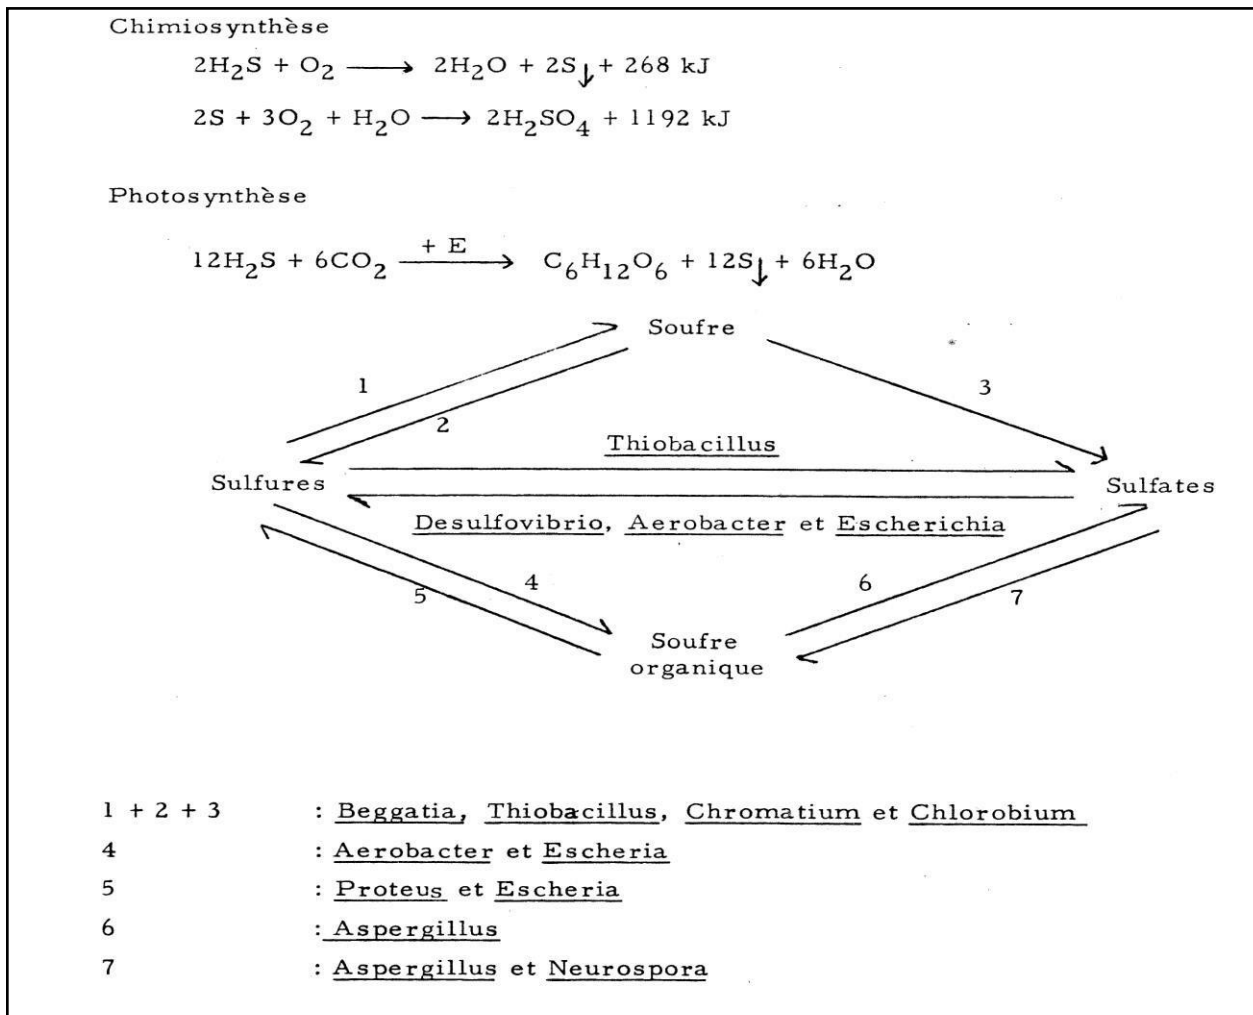 Chimiosynthèse
2H₂S + O₂ ⟶ 2H₂O + 2S↓ + 268 kJ
2S + 3O₂ + H₂O ⟶ 2H₂SO₄ + 1192 kJ
Photosynthèse
12H₂S + 6CO₂ + E ⟶ C₆H₁₂O₆ + 12S↓ + 6H₂O
Soufre
1
3
2
Thiobacillus
Sulfures
Sulfates
Desulfovibrio, Aerobacter et Escherichia
4
6
5
7
Soufre
organique
1 + 2 + 3 : Beggatia, Thiobacillus, Chromatium et Chlorobium
4 : Aerobacter et Escheria
5 : Proteus et Escheria
6 : Aspergillus
7 : Aspergillus et Neurospora